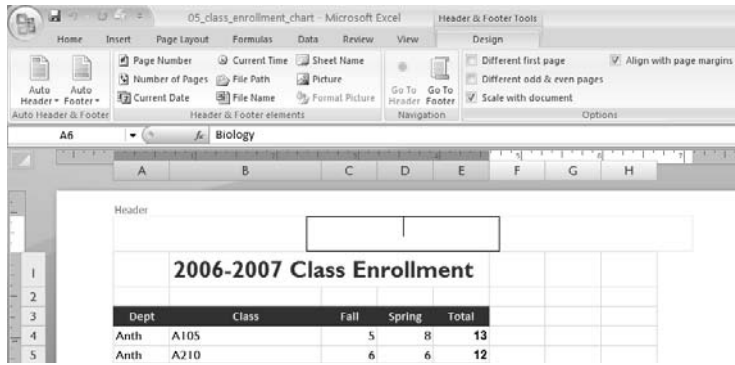 05_class_enrollment_chart - Microsoft Excel Header & Footer Tools
Home Insert Page Layout Formulas Data Review View Design
Page Number Current Time Sheet Name Different first page Align with page margins
Number of Pages File Path Picture Different odd & even pages
Current Date File Name Format Picture Scale with document
Auto Header Auto Footer Go To Header Go To Footer
Auto Header & Footer Header & Footer elements Navigation Options
A6 fx Biology
A B C D E F G H
Header
1 2006-2007 Class Enrollment
2
3 Dept Class Fall Spring Total
4 Anth A105 5 8 13
5 Anth A210 6 6 12